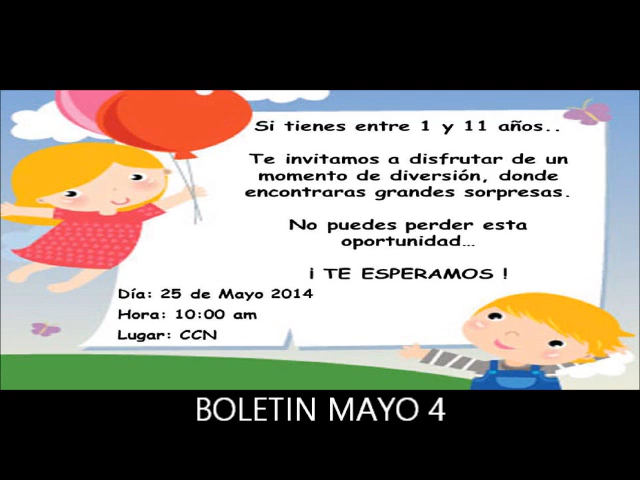 Si tienes entre 1 y 11 años..
Te invitamos a disfrutar de un
momento de diversión, donde
encontraras grandes sorpresas.
No puedes perder esta
oportunidad...
¡ TE ESPERAMOS !
Día: 25 de Mayo 2014
Hora: 10:00 am
Lugar: CCN
BOLETIN MAYO 4